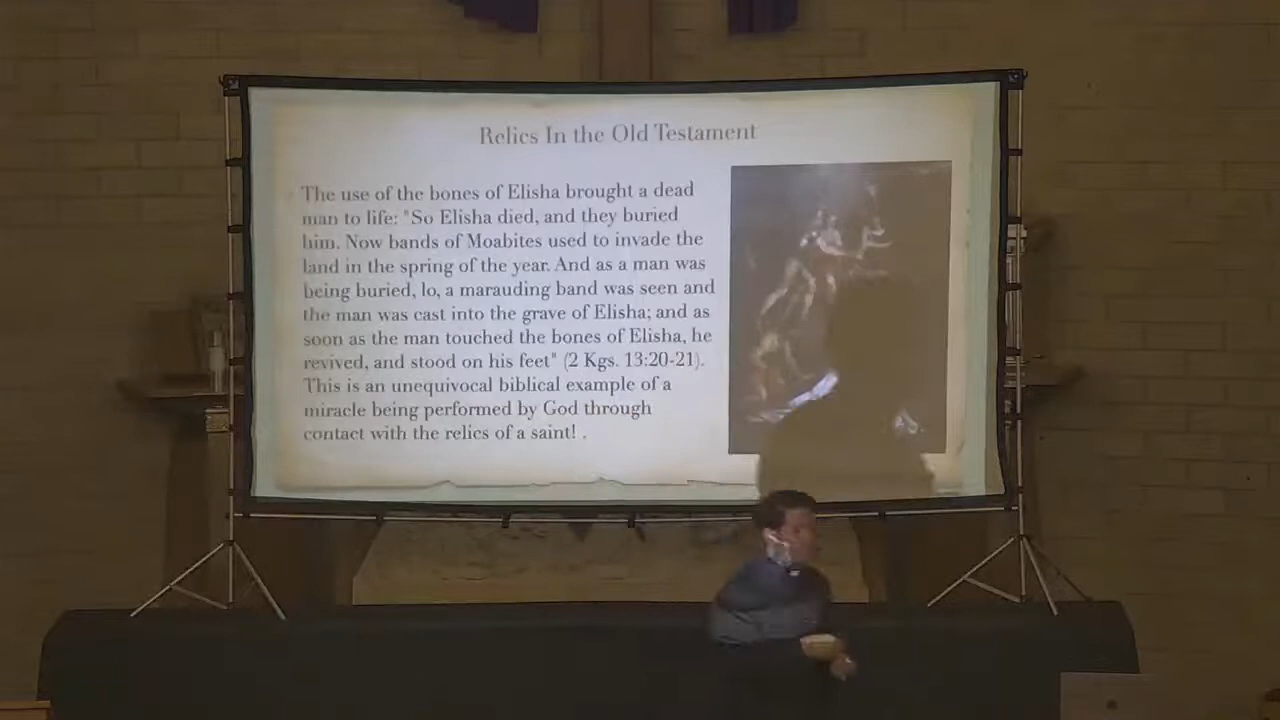 Relics In the Old Testament
The use of the bones of Elisha brought a dead
man to life: "So Elisha died, and they buried
him. Now bands of Moabites used to invade the
land in the spring of the year. And as a man was
being buried, lo, a marauding band was seen and
the man was cast into the grave of Elisha; and as
soon as the man touched the bones of Elisha, he
revived, and stood on his feet" (2 Kgs. 13:20-21).
This is an unequivocal biblical example of a
miracle being performed by God through
contact with the relics of a saint! .